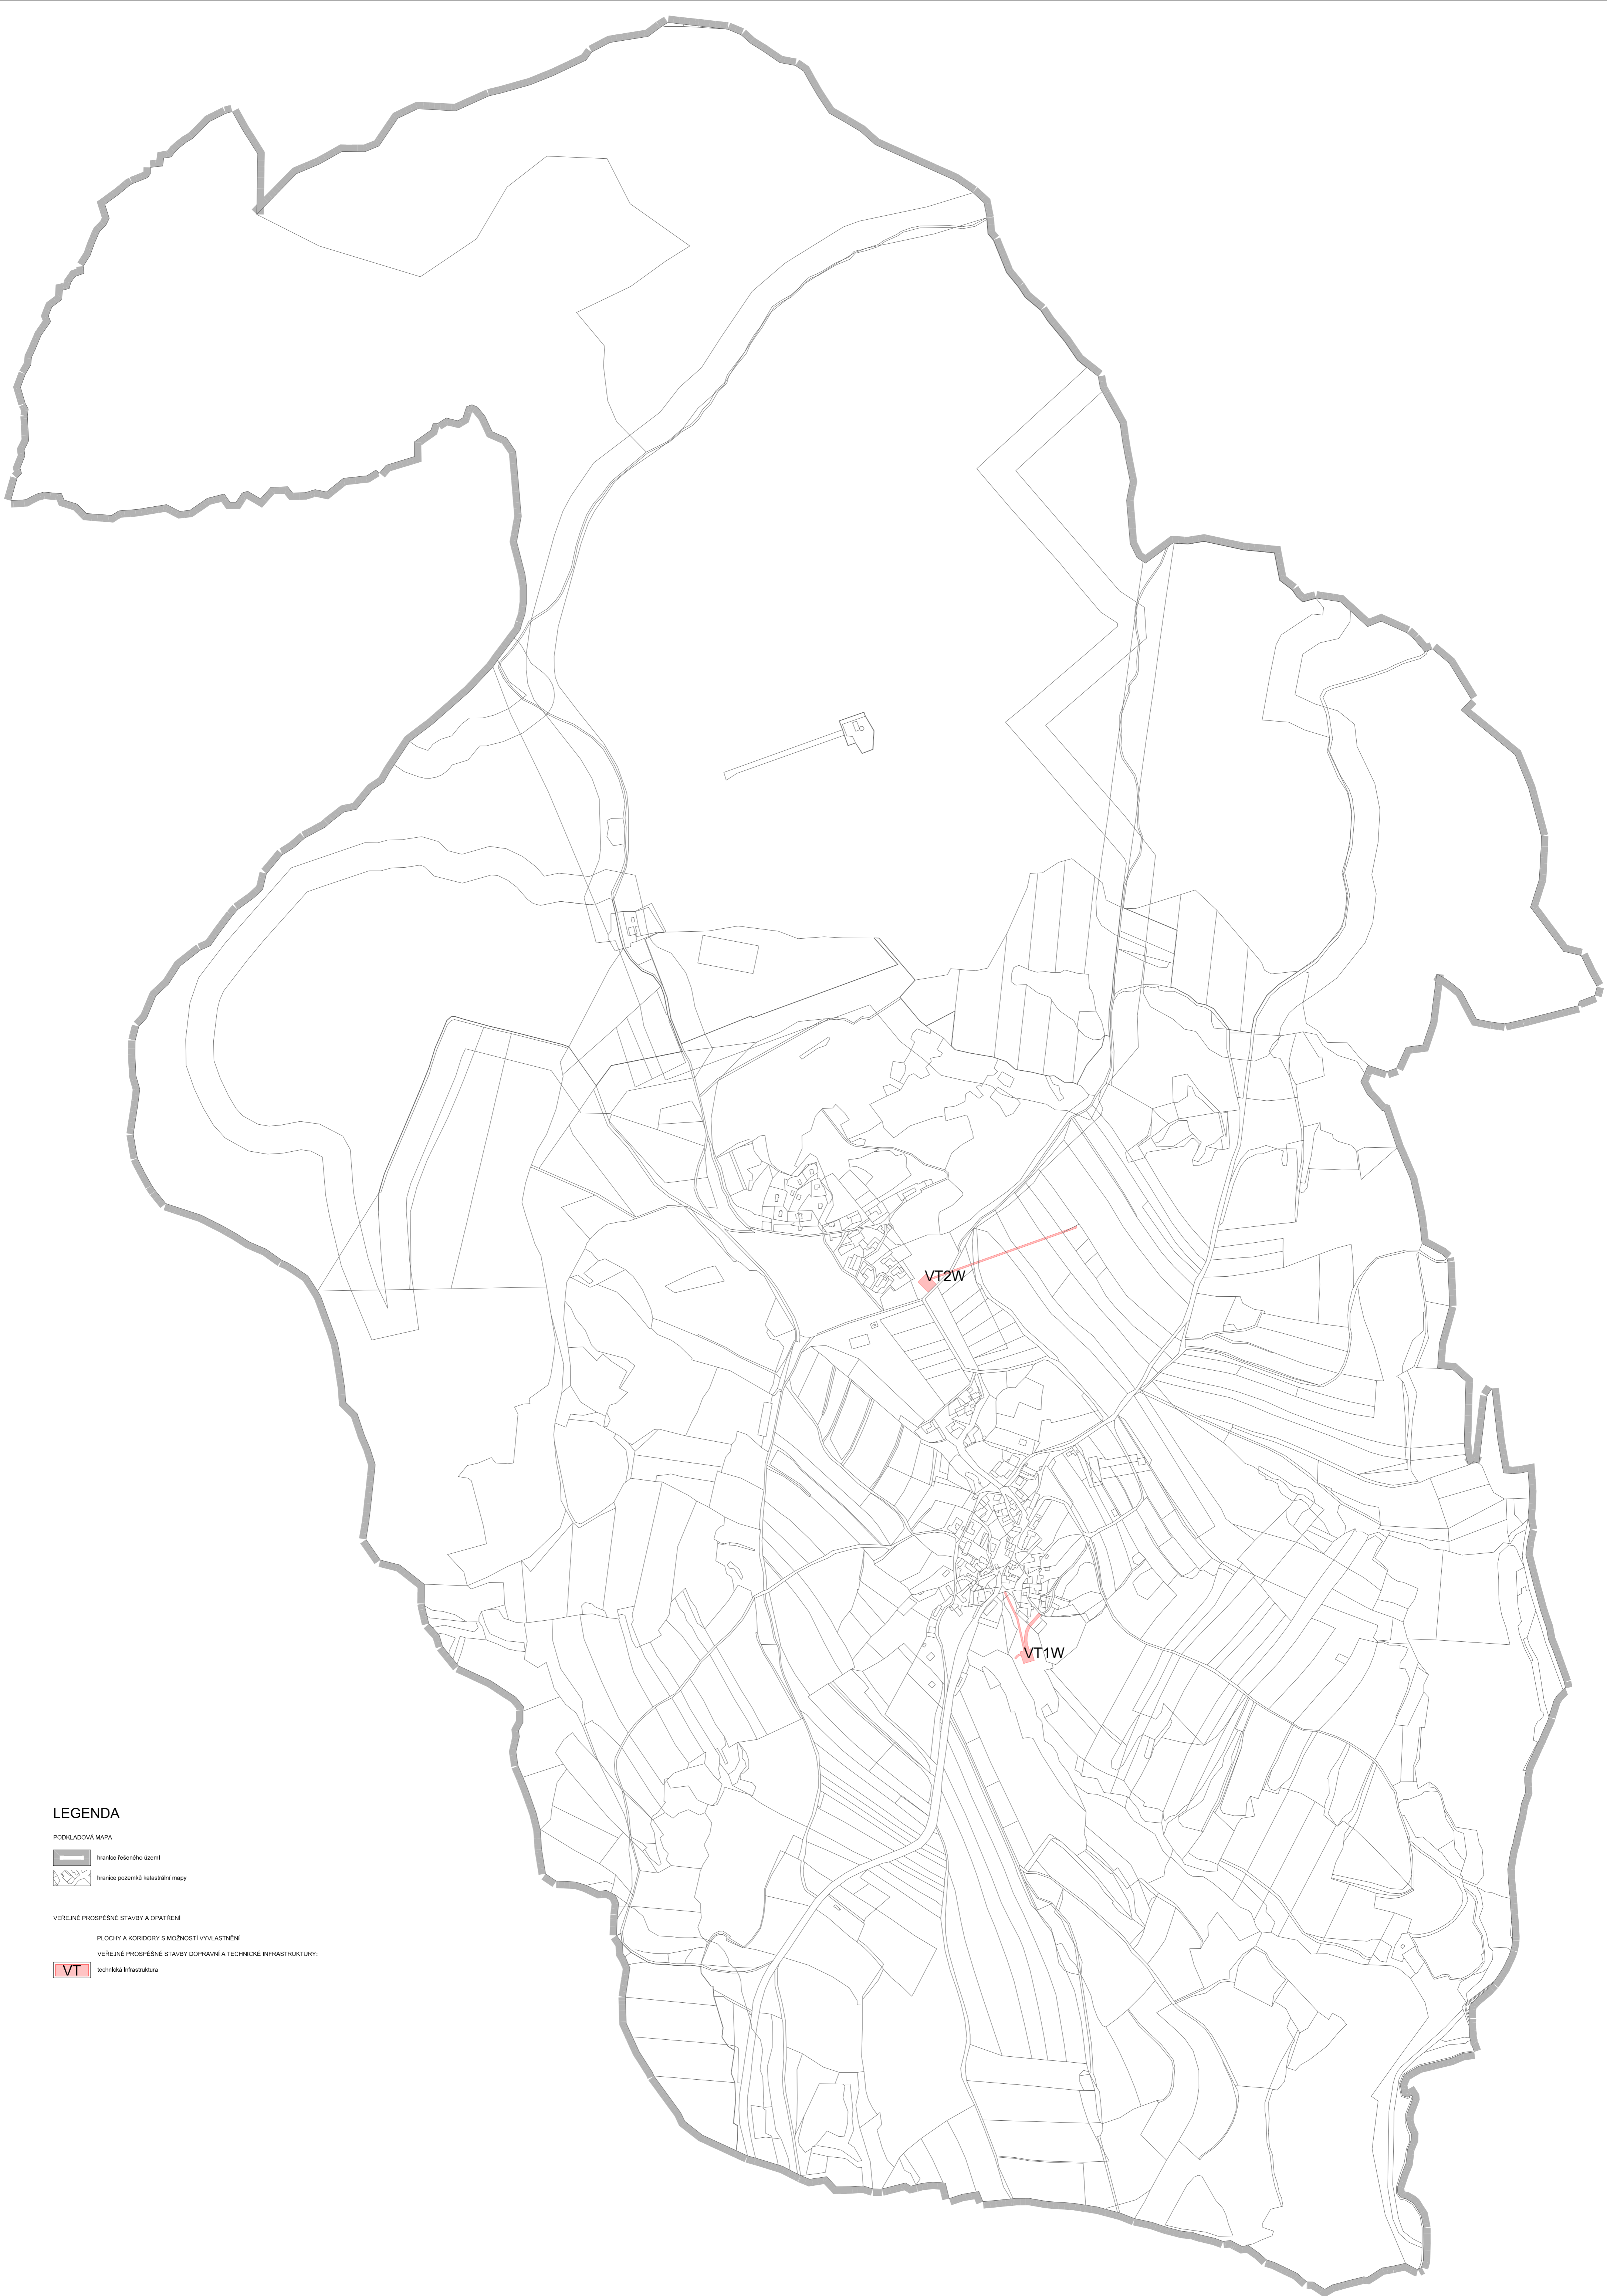 VT2W
VT1W
LEGENDA
PODKLADOVÁ MAPA
hranice řešeného území
hranice pozemků katastrální mapy
VEŘEJNĚ PROSPĚŠNÉ STAVBY A OPATŘENÍ
PLOCHY A KORIDORY S MOŽNOSTÍ VYVLASTNĚNÍ
VEŘEJNĚ PROSPĚŠNÉ STAVBY DOPRAVNÍ A TECHNICKÉ INFRASTRUKTURY:
VT technická infrastruktura